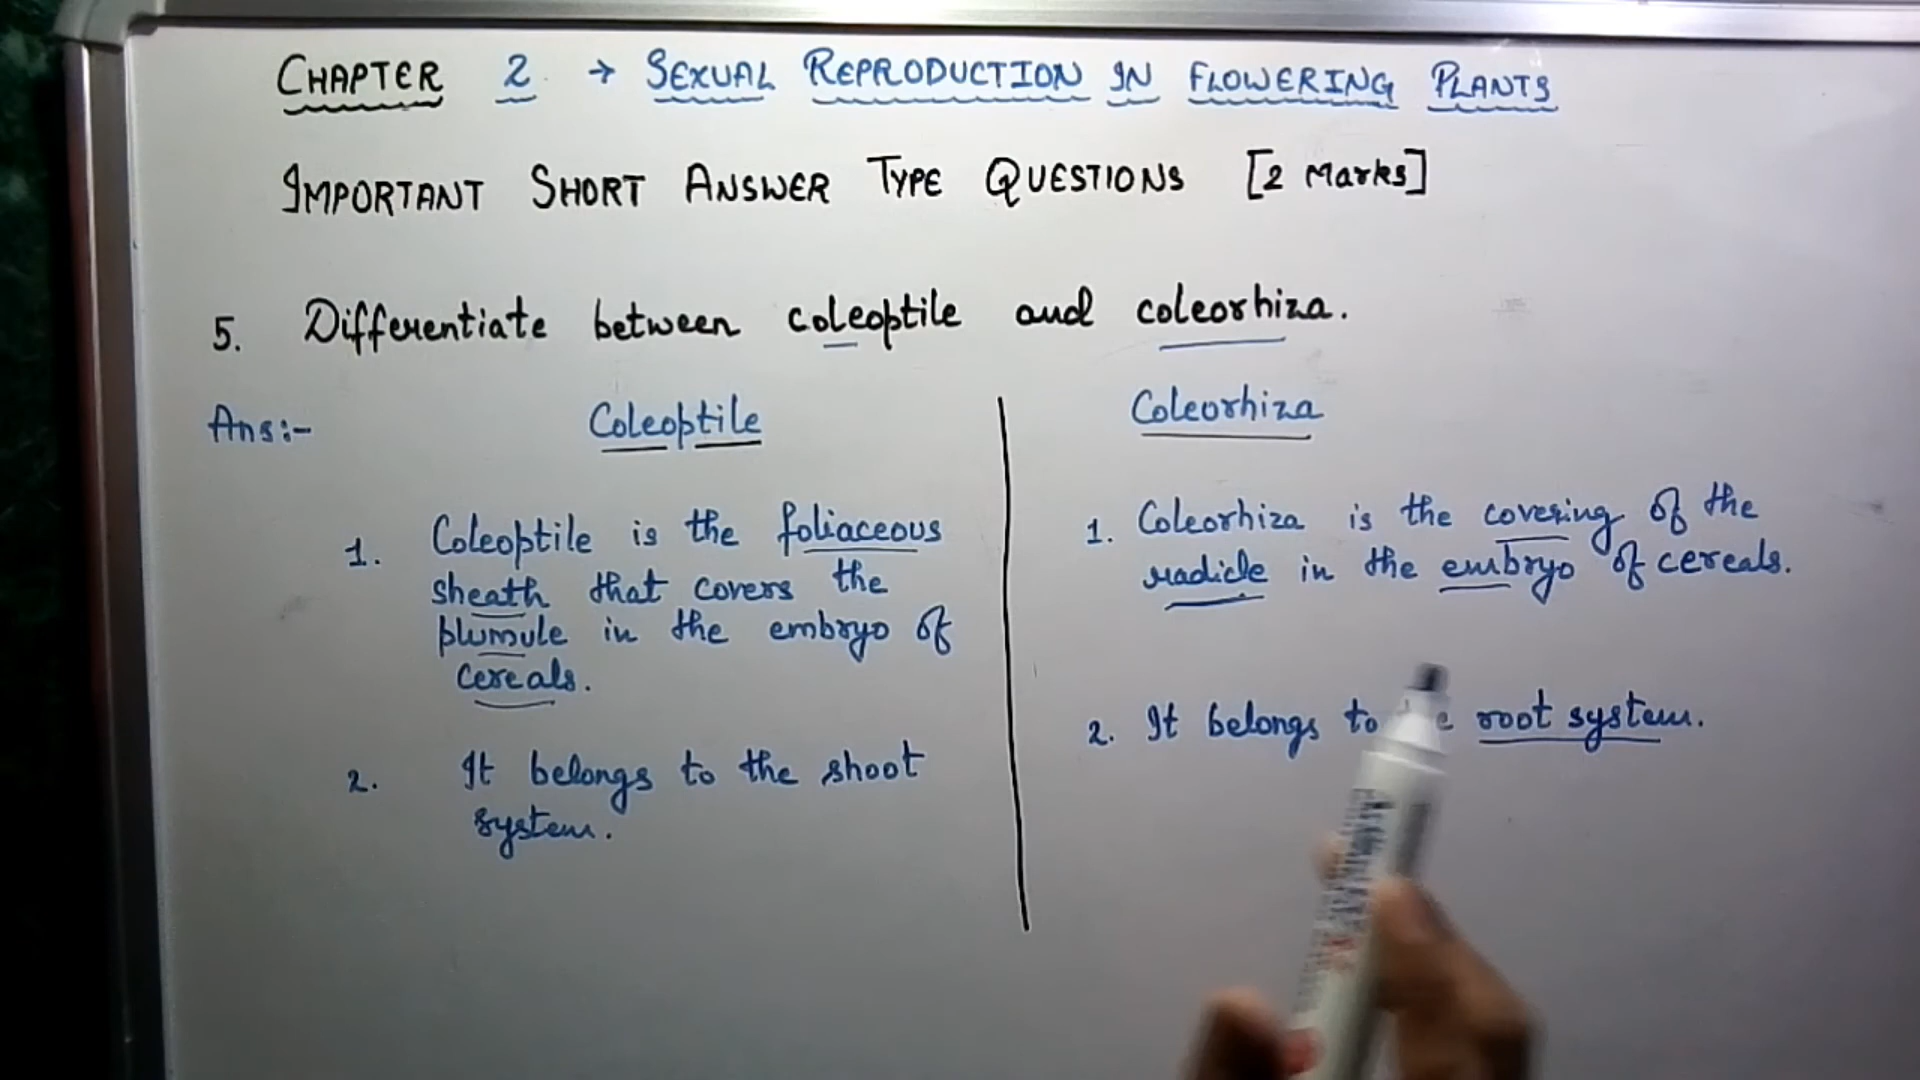 CHAPTER 2 → SEXUAL REPRODUCTION IN FLOWERING PLANTS
IMPORTANT SHORT ANSWER TYPE QUESTIONS [2 Marks]
5. Differentiate between coleoptile and coleorhiza.
Ans:-
Coleoptile
1. Coleoptile is the foliaceous
sheath that covers the
plumule in the embryo of
cereals.
2. It belongs to the shoot
system.
Coleorhiza
1. Coleorhiza is the covering of the
radicle in the embryo of cereals.
2. It belongs to root system.